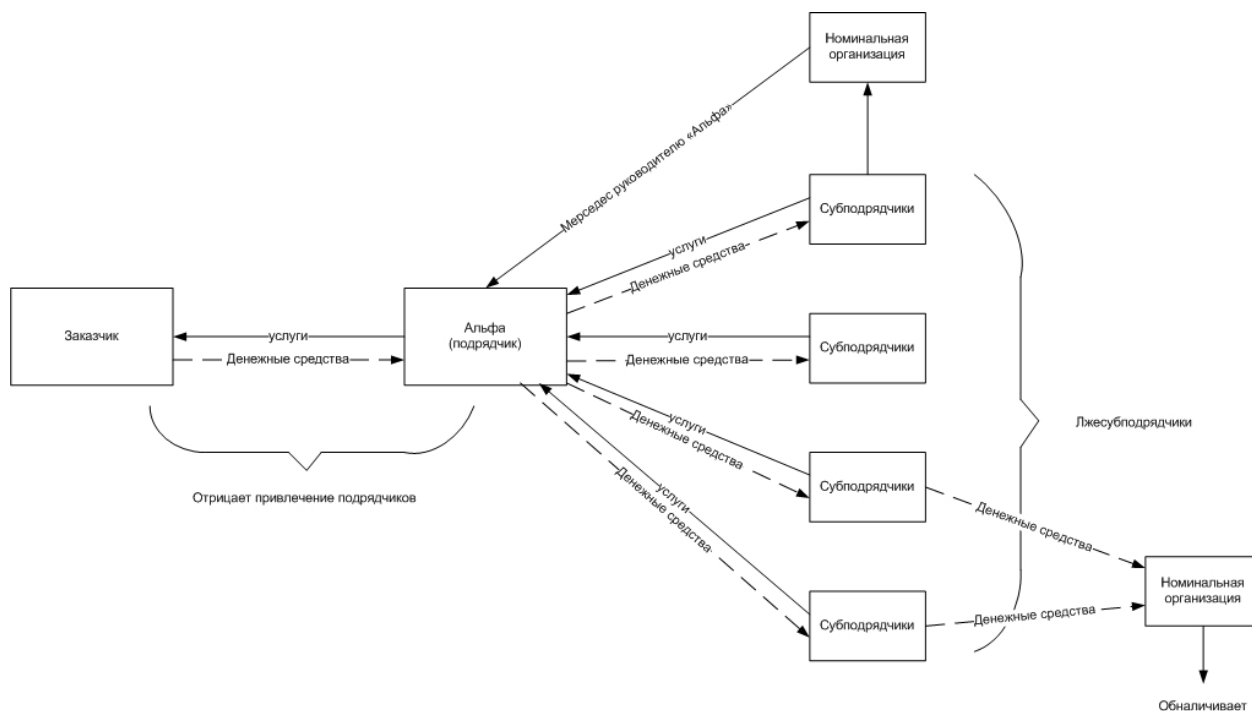 Номинальная
организация
Мерседес руководителю «Альфа»
Субподрядчики
услуги
Денежные средства
Заказчик
услуги
Денежные средства
Альфа
(подрядчик)
услуги
Денежные средства
Субподрядчики
Лжесубподрядчики
услуги
Денежные средства
Субподрядчики
Отрицает привлечение подрядчиков
услуги
Денежные средства
Денежные средства
Номинальная
организация
Субподрядчики
Денежные средства
Обналичивает